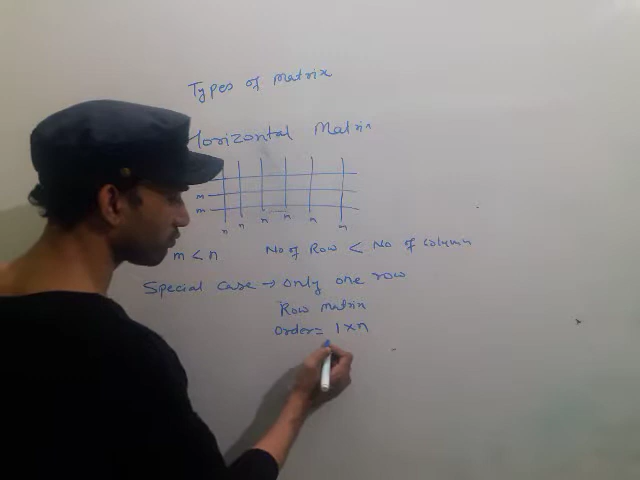 Types of matrix
Horizontal Matrix
m
m
n n n n n n
m < n No of Row < No of column
Special case → only one row
Row matrix
Order = 1 × n